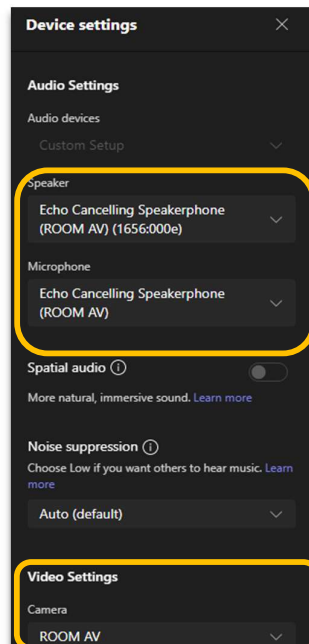 Device settings
Audio Settings
Audio devices
Custom Setup
Speaker
Echo Cancelling Speakerphone
(ROOM AV) (1656:000e)
Microphone
Echo Cancelling Speakerphone
(ROOM AV)
Spatial audio
More natural, immersive sound. Learn more
Noise suppression
Choose Low if you want others to hear music. Learn
more
Auto (default)
Video Settings
Camera
ROOM AV